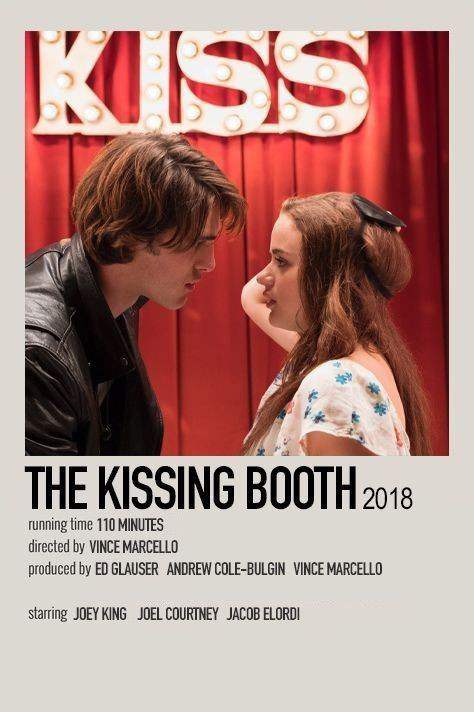 KISS
THE KISSING BOOTH 2018
running time 110 MINUTES
directed by VINCE MARCELLO
produced by ED GLAUSER ANDREW COLE-BULGIN VINCE MARCELLO
starring JOEY KING JOEL COURTNEY JACOB ELORDI